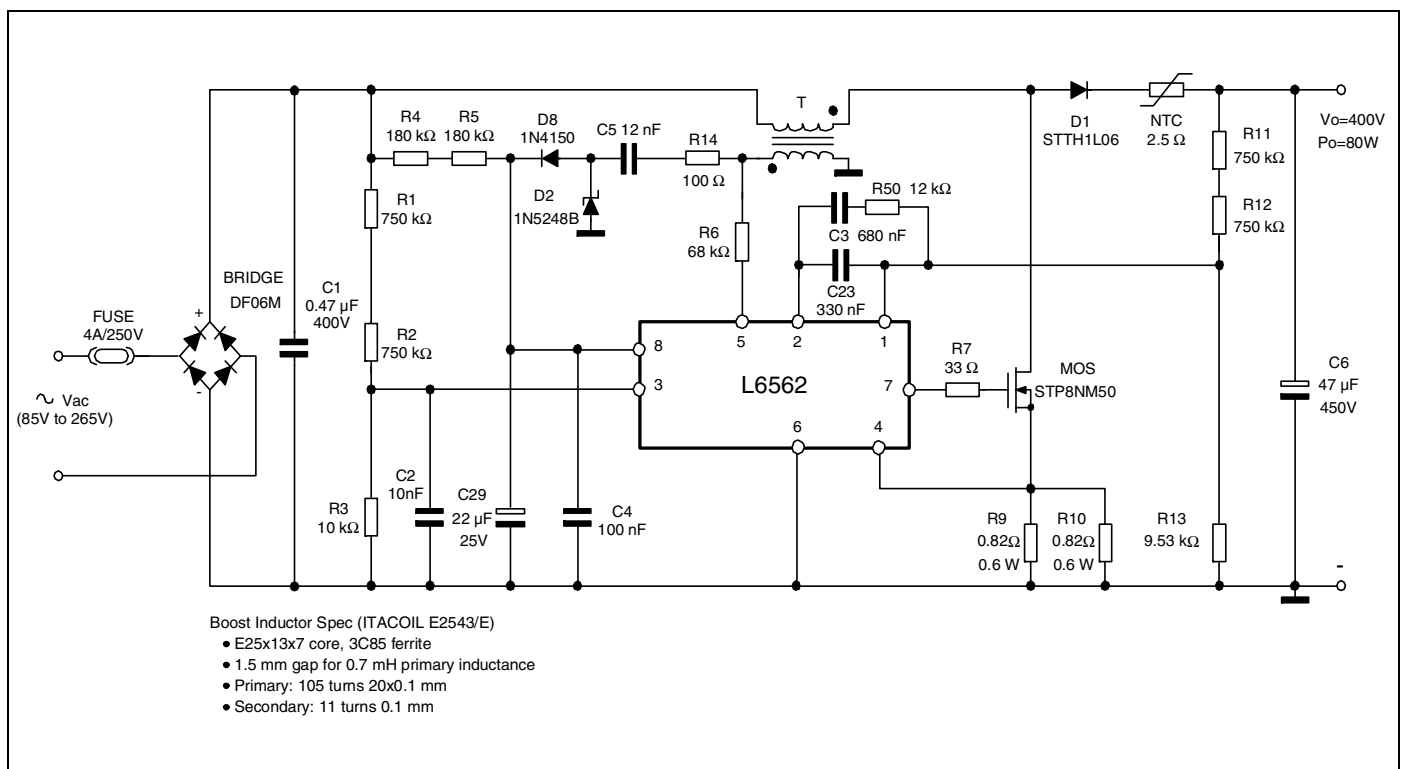 T
R4
180 kΩ
R5
180 kΩ
D8
1N4150
C5 12 nF
R14
100 Ω
D1
STTH1L06
NTC
2.5 Ω
Vo=400V
Po=80W
R11
750 kΩ
R12
750 kΩ
R1
750 kΩ
D2
1N5248B
R6
68 kΩ
R50 12 kΩ
C3 680 nF
C23
330 nF
BRIDGE
DF06M
+
-
C1
0.47 µF
400V
FUSE
4A/250V
~ Vac
(85V to 265V)
R2
750 kΩ
5
2
1
8
3
L6562
7
6
4
R7
33 Ω
MOS
STP8NM50
C6
47 µF
450V
R3
10 kΩ
C2
10nF
C29
22 µF
25V
C4
100 nF
R9
0.82Ω
0.6 W
R10
0.82Ω
0.6 W
R13
9.53 kΩ
-
Boost Inductor Spec (ITACOIL E2543/E)
● E25x13x7 core, 3C85 ferrite
● 1.5 mm gap for 0.7 mH primary inductance
● Primary: 105 turns 20x0.1 mm
● Secondary: 11 turns 0.1 mm